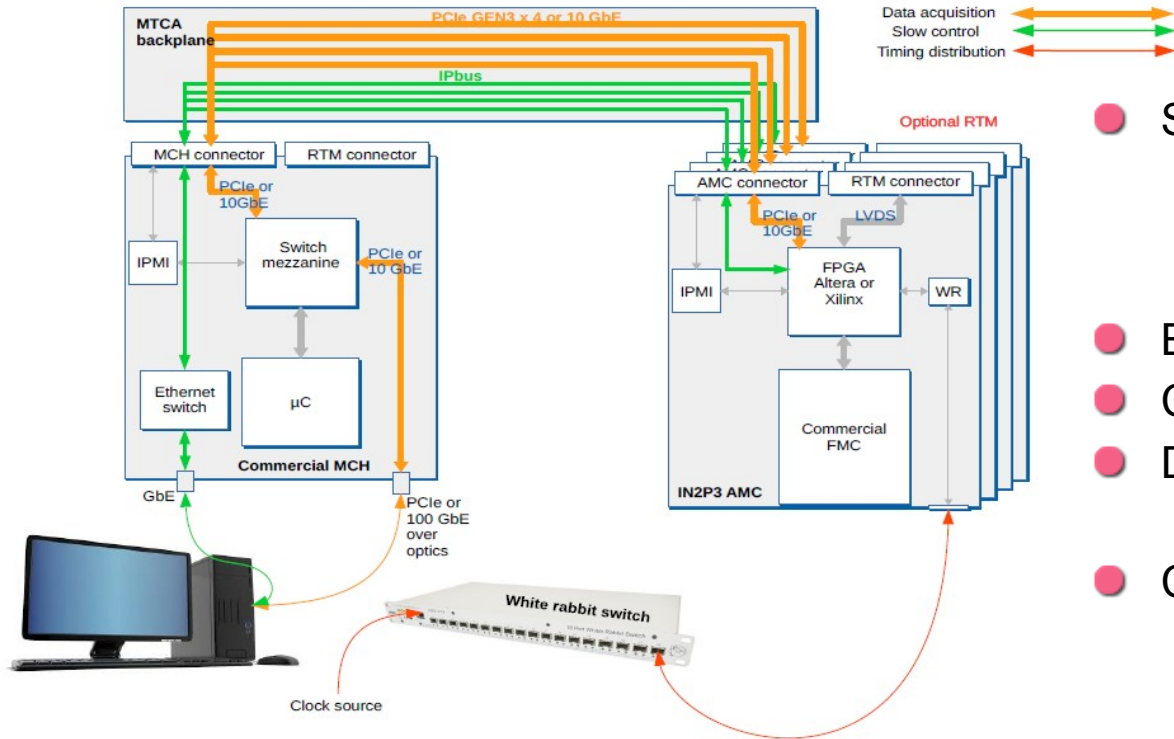 Data acquisition
Slow control
Timing distribution
MTCA
backplane
PCIe GEN3 x 4 or 10 GbE
IPbus
Optional RTM
MCH connector
RTM connector
AMC connector
RTM connector
PCIe or
10GbE
PCIe or
10GbE
LVDS
IPMI
Switch
mezzanine
PCIe or
10 GbE
IPMI
FPGA
Altera or
Xilinx
WR
Ethernet
switch
µC
Commercial
FMC
Commercial MCH
IN2P3 AMC
GbE
PCIe or
100 GbE
over
optics
White rabbit switch
Clock source
S
E
C
D
C